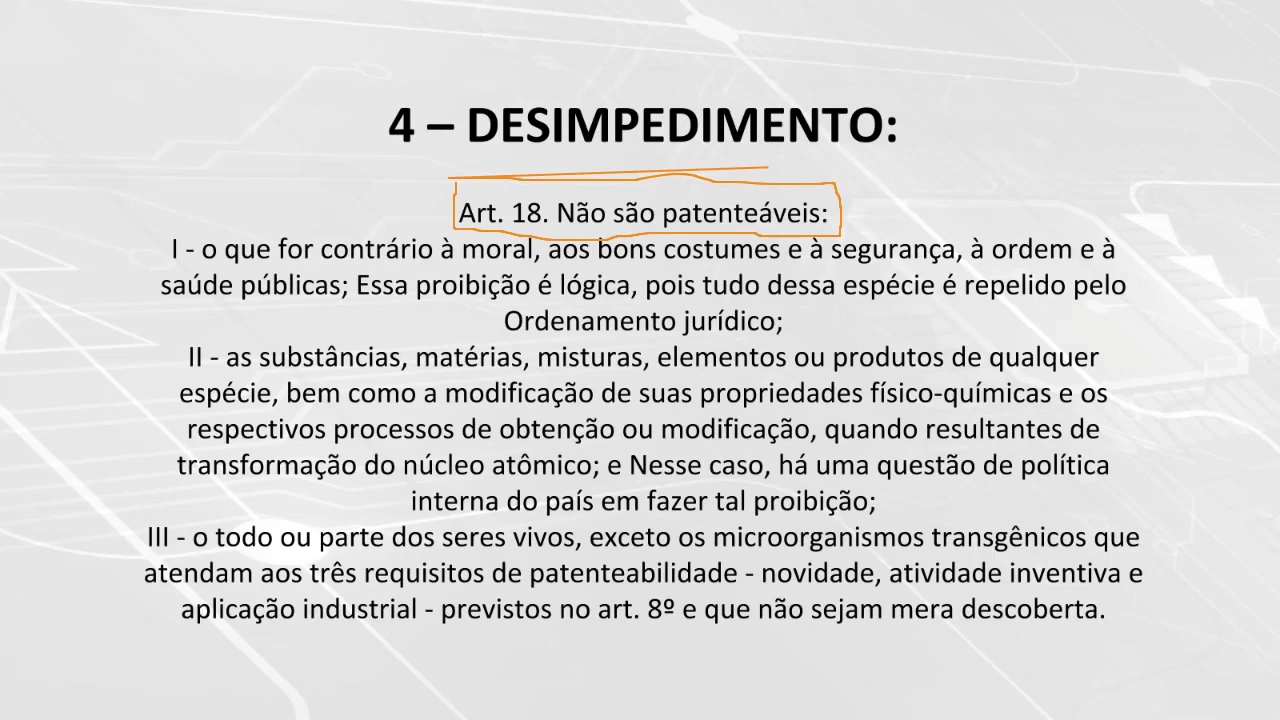 4 – DESIMPEDIMENTO:
Art. 18. Não são patenteáveis:
I - o que for contrário à moral, aos bons costumes e à segurança, à ordem e à
saúde públicas; Essa proibição é lógica, pois tudo dessa espécie é repelido pelo
Ordenamento jurídico;
II - as substâncias, matérias, misturas, elementos ou produtos de qualquer
espécie, bem como a modificação de suas propriedades físico-químicas e os
respectivos processos de obtenção ou modificação, quando resultantes de
transformação do núcleo atômico; e Nesse caso, há uma questão de política
interna do país em fazer tal proibição;
III - o todo ou parte dos seres vivos, exceto os microorganismos transgênicos que
atendam aos três requisitos de patenteabilidade - novidade, atividade inventiva e
aplicação industrial - previstos no art. 8º e que não sejam mera descoberta.